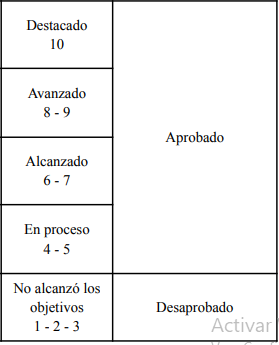 Destacado
10
Avanzado
8 - 9
Aprobado
Alcanzado
6 - 7
En proceso
4 - 5
No alcanzó los
objetivos
1 - 2 - 3
Desaprobado
Activar